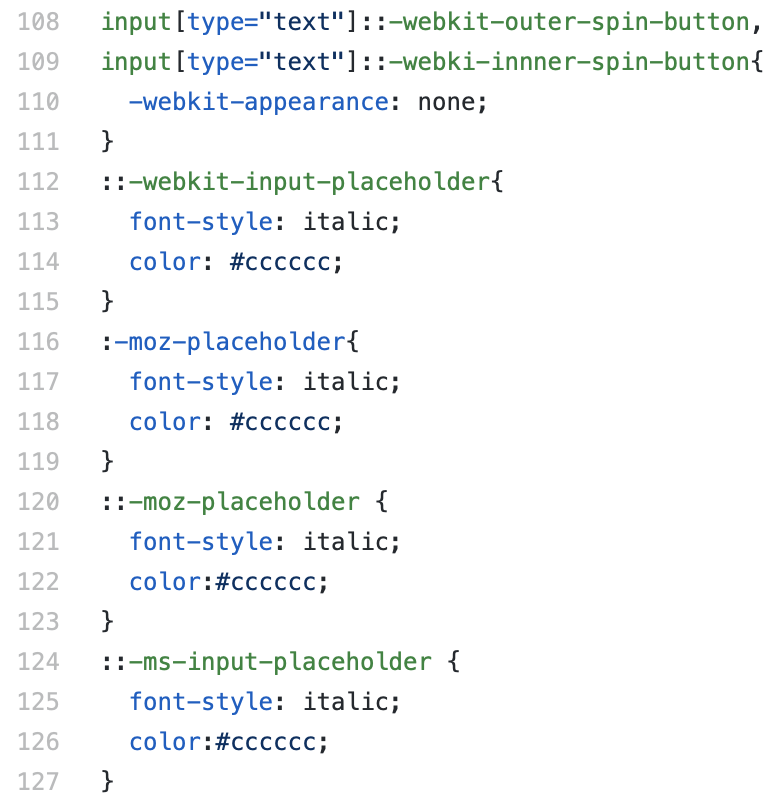 108 input[type="text"]::-webkit-outer-spin-button,
109 input[type="text"]::-webki-innner-spin-button{
110   -webkit-appearance: none;
111 }
112 ::-webkit-input-placeholder{
113   font-style: italic;
114   color: #cccccc;
115 }
116 :-moz-placeholder{
117   font-style: italic;
118   color: #cccccc;
119 }
120 ::-moz-placeholder {
121   font-style: italic;
122   color:#cccccc;
123 }
124 ::-ms-input-placeholder {
125   font-style: italic;
126   color:#cccccc;
127 }